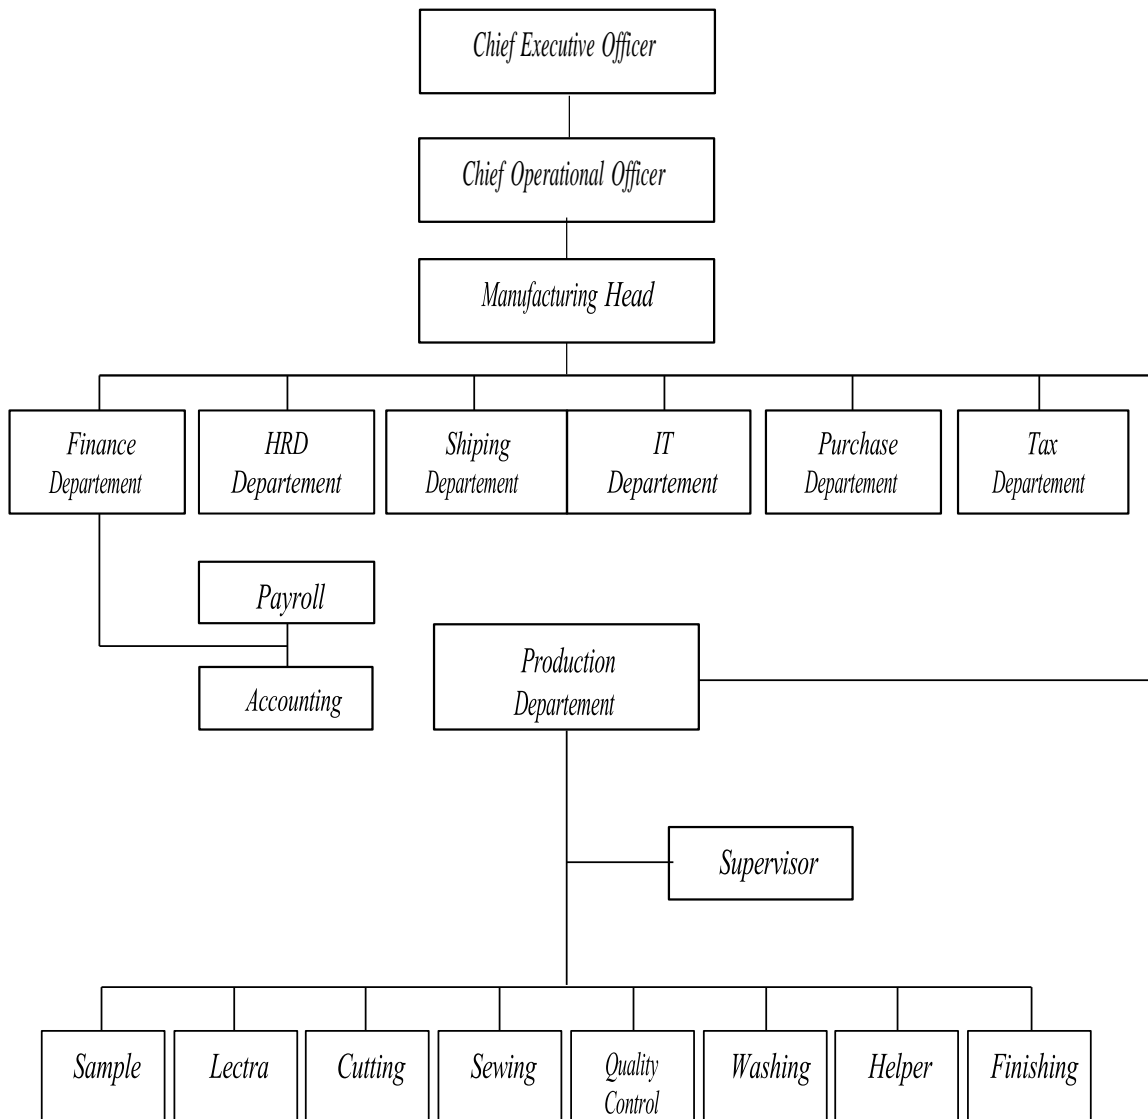 Chief Executive Officer
Chief Operational Officer
Manufacturing Head
Finance
Departement
HRD
Departement
Shiping
Departement
IT
Departement
Purchase
Departement
Tax
Departement
Payroll
Accounting
Production
Departement
Supervisor
Sample
Lectra
Cutting
Sewing
Quality
Control
Washing
Helper
Finishing